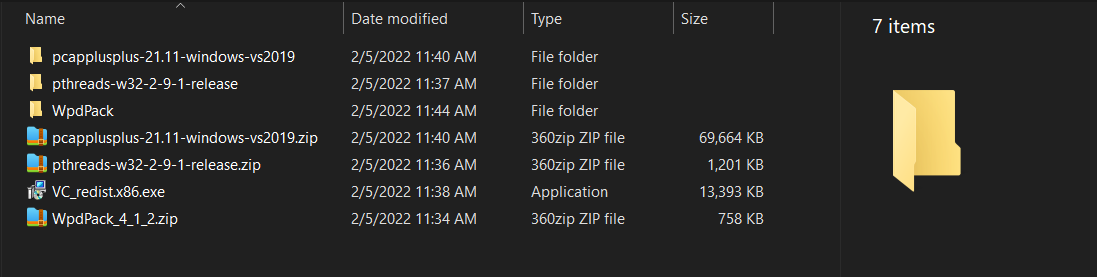 Name Date modified Type Size
pcapplusplus-21.11-windows-vs2019 2/5/2022 11:40 AM File folder
pthreads-w32-2-9-1-release 2/5/2022 11:37 AM File folder
WpdPack 2/5/2022 11:44 AM File folder
pcapplusplus-21.11-windows-vs2019.zip 2/5/2022 11:40 AM 360zip ZIP file 69,664 KB
pthreads-w32-2-9-1-release.zip 2/5/2022 11:36 AM 360zip ZIP file 1,201 KB
VC_redist.x86.exe 2/5/2022 11:38 AM Application 13,393 KB
WpdPack_4_1_2.zip 2/5/2022 11:34 AM 360zip ZIP file 758 KB
7 items